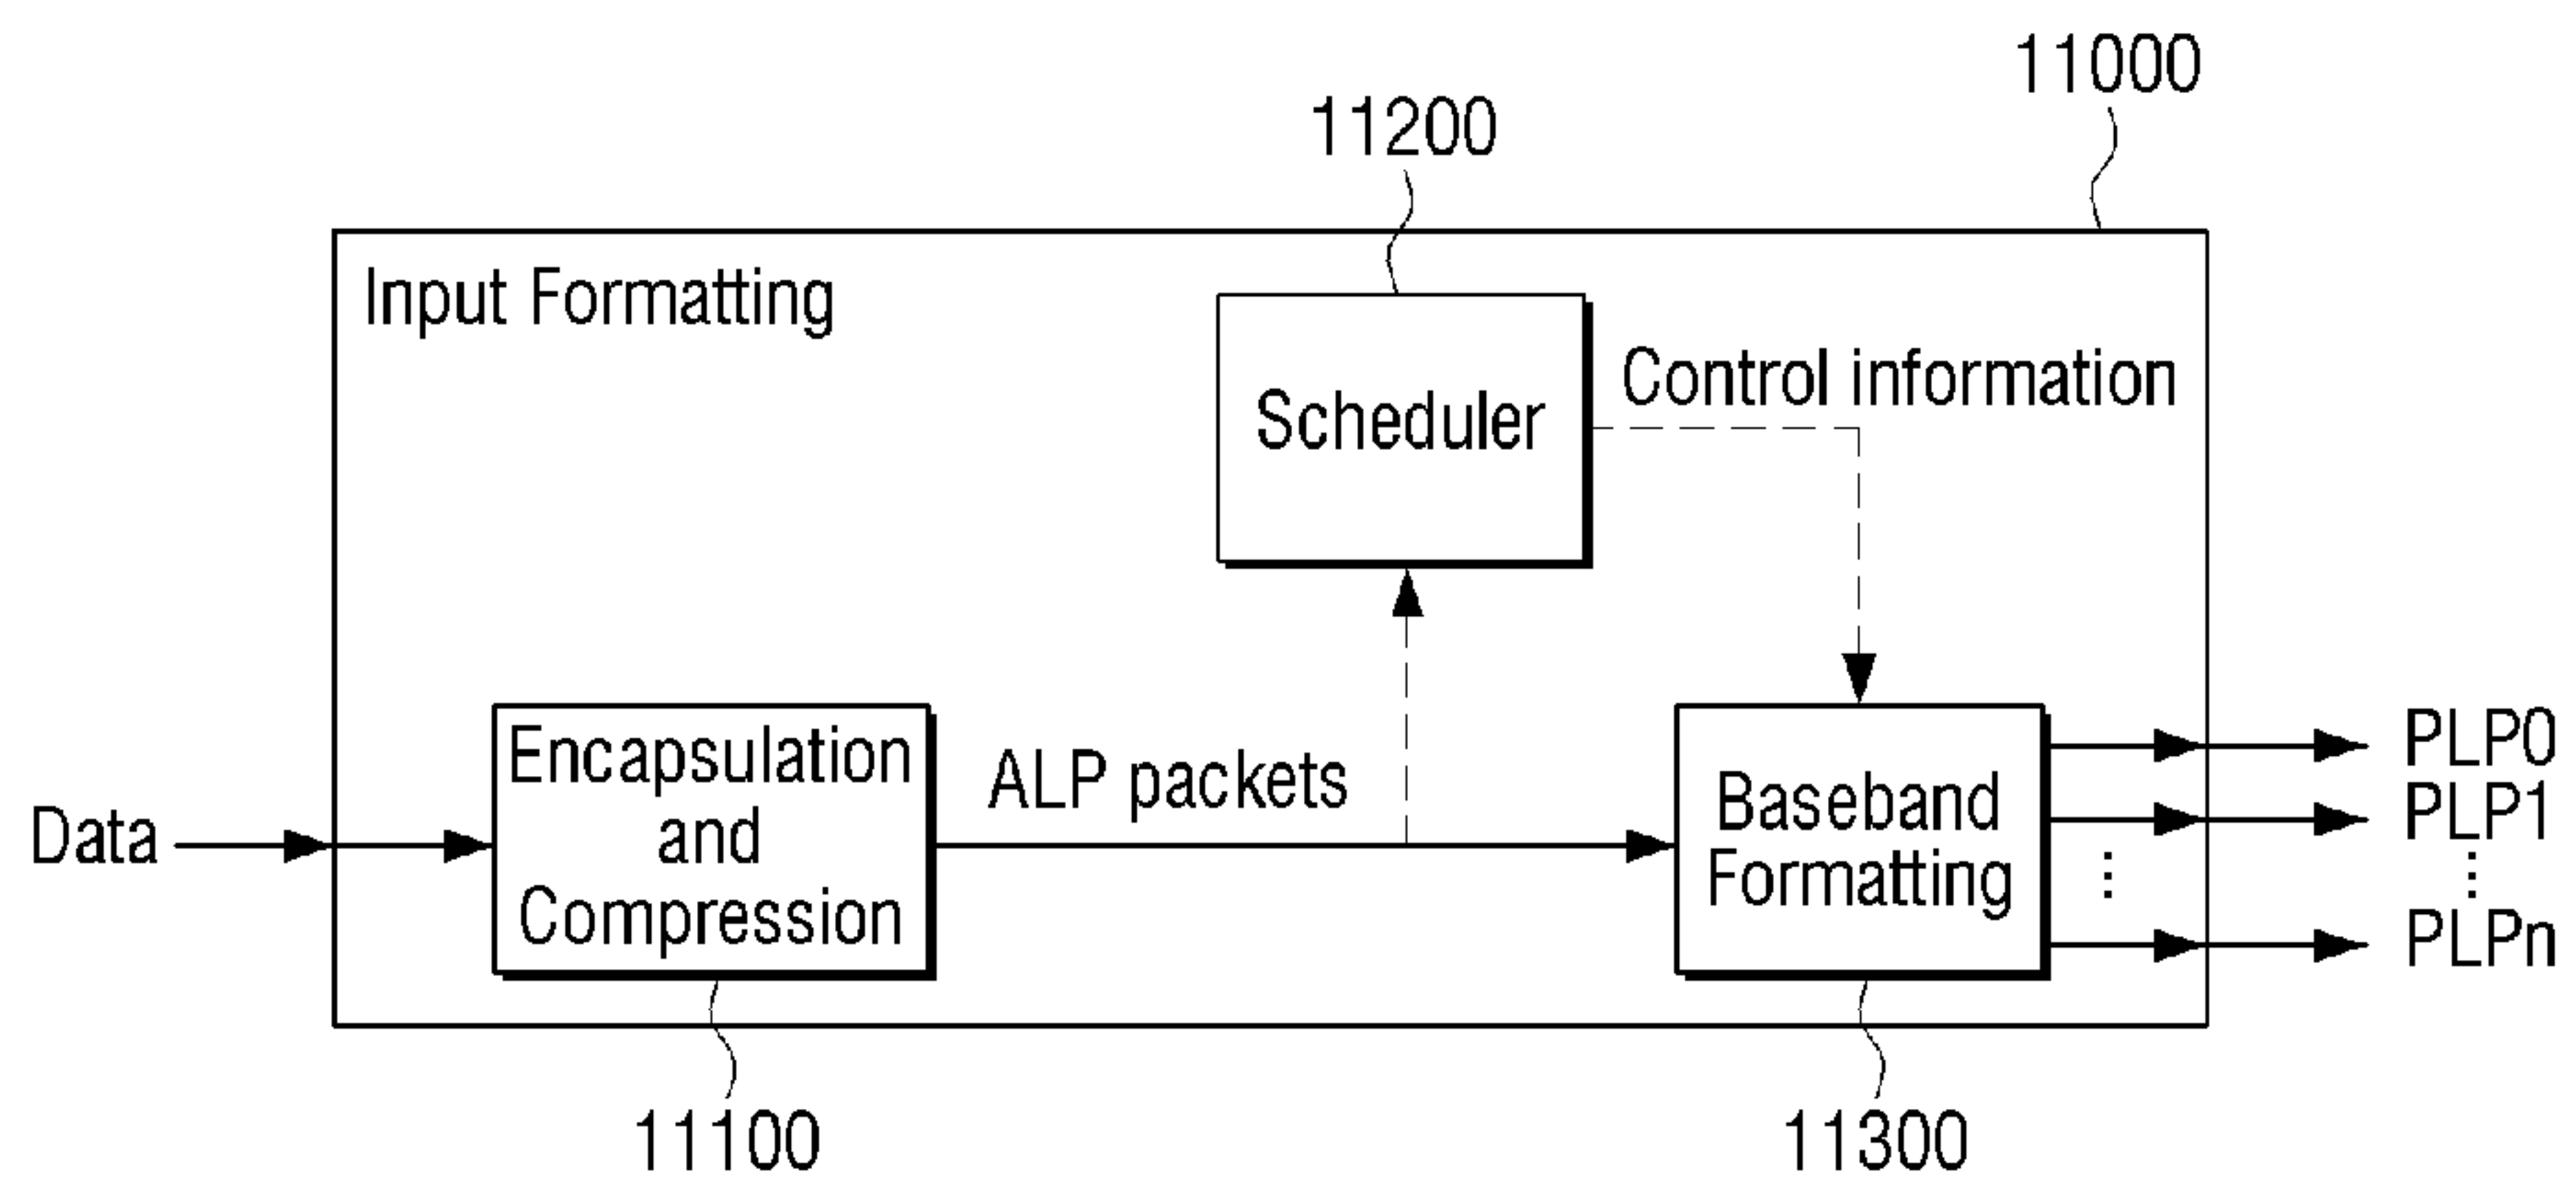 11000
11200
Input Formatting
Scheduler
Control information
Encapsulation
and
Compression
ALP packets
Data
Baseband
Formatting
PLP0
PLP1
PLPn
11100
11300